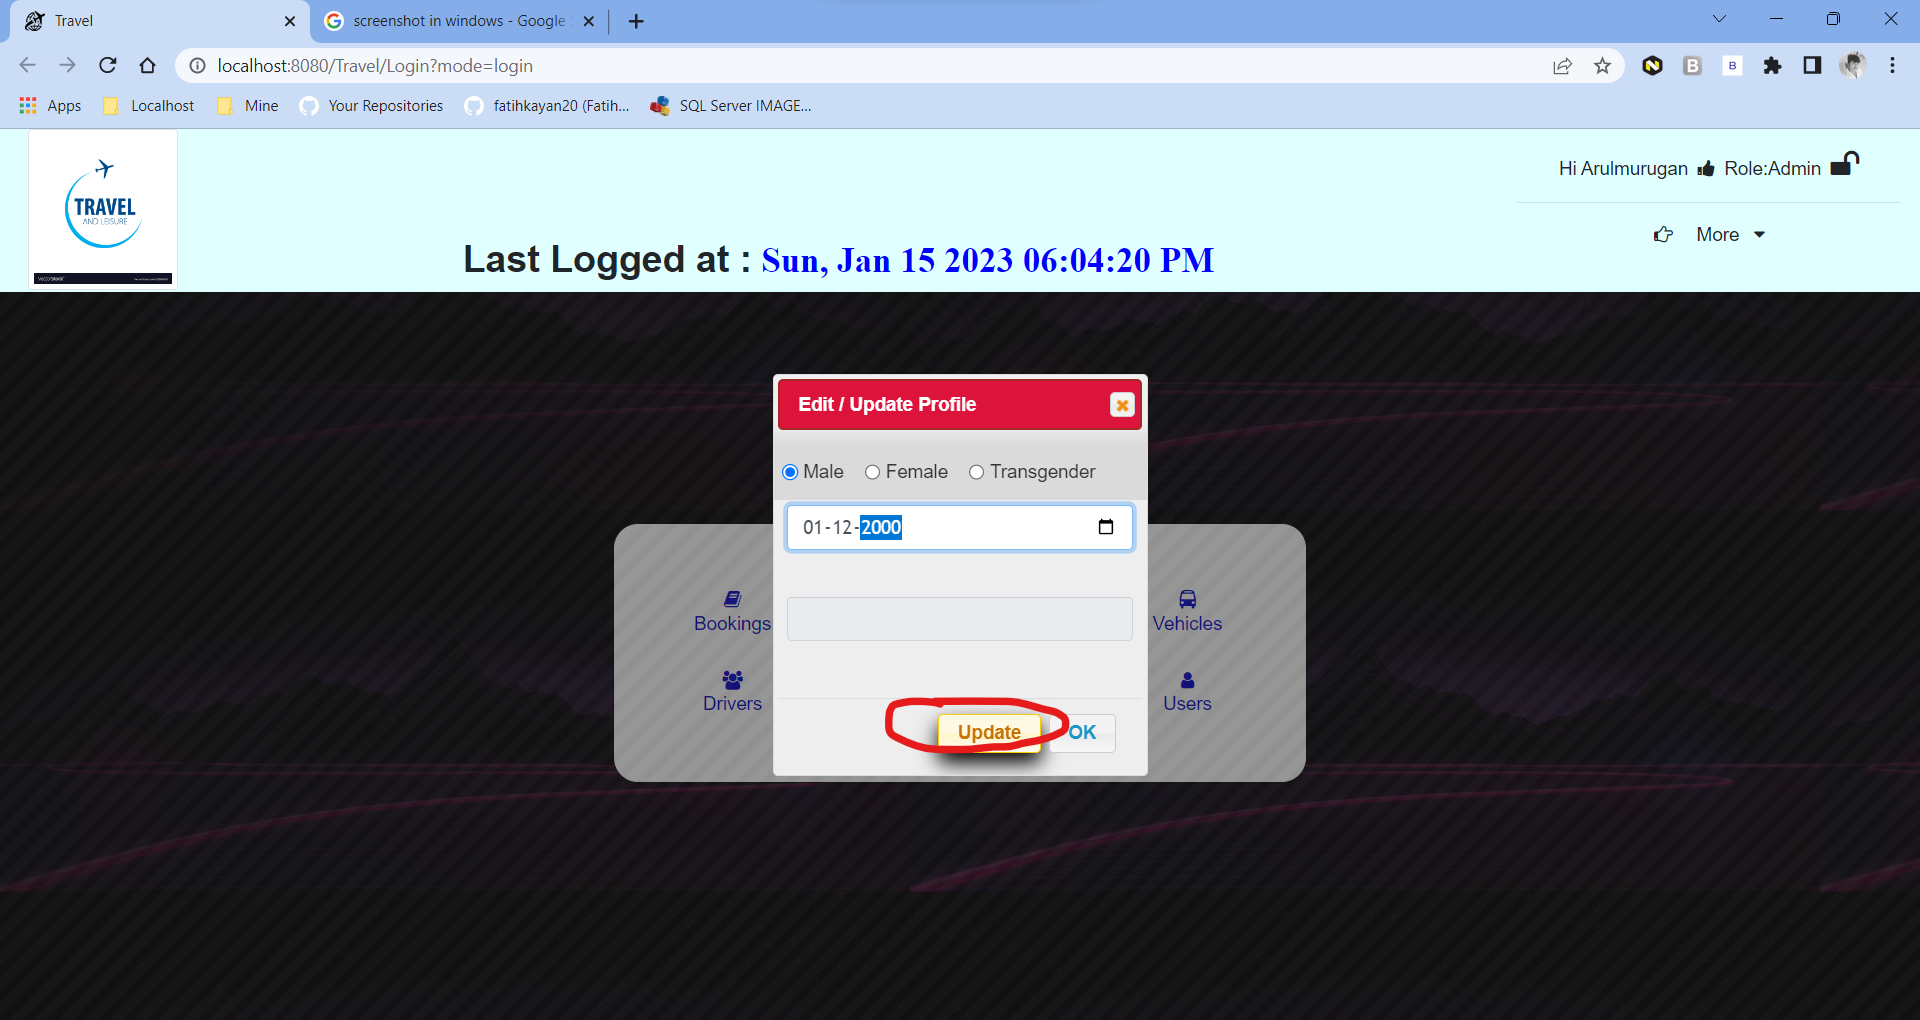 Travel
screenshot in windows - Google
localhost:8080/Travel/Login?mode=login
Apps
Localhost
Mine
Your Repositories
fatihkayan20 (Fatih...
SQL Server IMAGE...
TRAVEL
AND LEISURE
VectorStock
Hi Arulmurugan Role:Admin
More
Last Logged at : Sun, Jan 15 2023 06:04:20 PM
Edit / Update Profile
Male Female Transgender
01-12-2000
Bookings
Vehicles
Drivers
Users
Update
OK